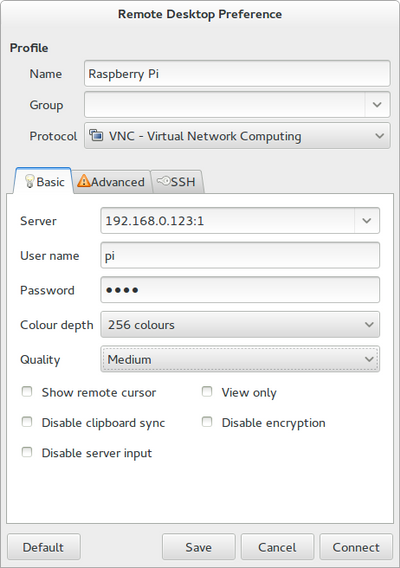 Remote Desktop Preference
Profile
Name Raspberry Pi
Group
Protocol VNC - Virtual Network Computing
Basic Advanced SSH
Server 192.168.0.123:1
User name pi
Password ●●●●
Colour depth 256 colours
Quality Medium
Show remote cursor View only
Disable clipboard sync Disable encryption
Disable server input
Default Save Cancel Connect